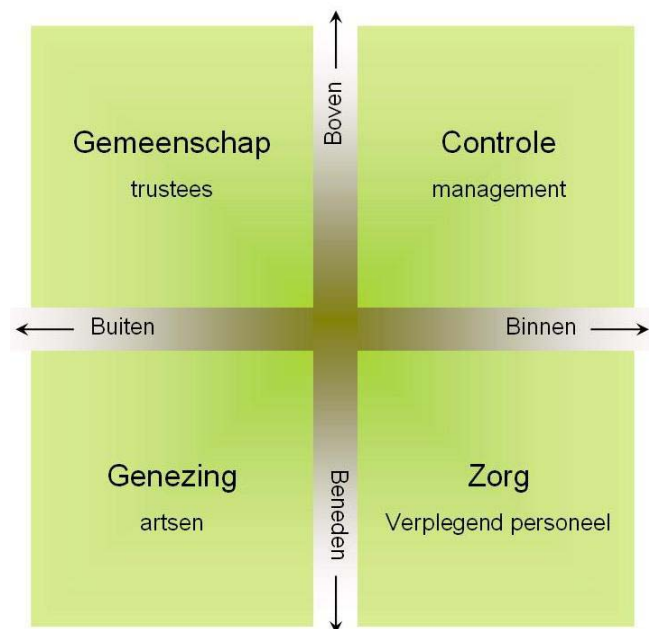 Boven
Gemeenschap
trustees
Controle
management
Buiten
Binnen
Genezing
artsen
Zorg
Verplegend personeel
Beneden